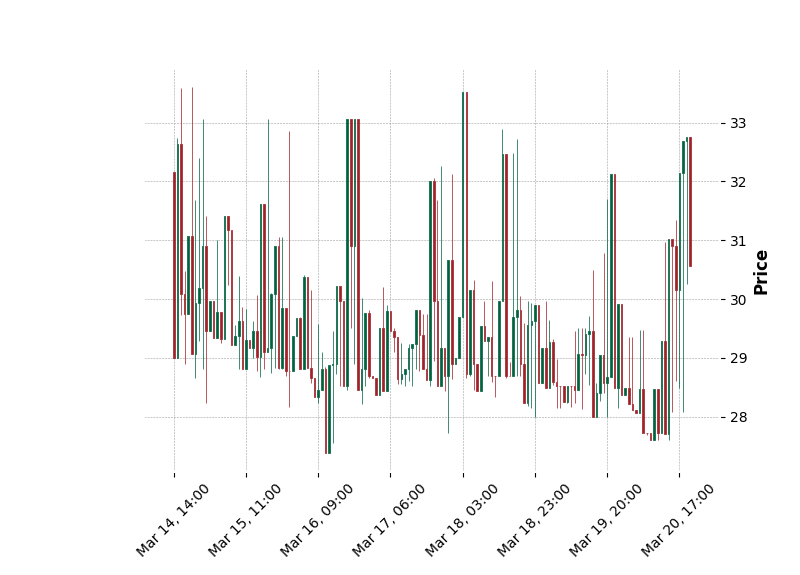 33
32
31
30
29
28
Price
Mar 14, 14:00
Mar 15, 11:00
Mar 16, 09:00
Mar 17, 06:00
Mar 18, 03:00
Mar 18, 23:00
Mar 19, 20:00
Mar 20, 17:00